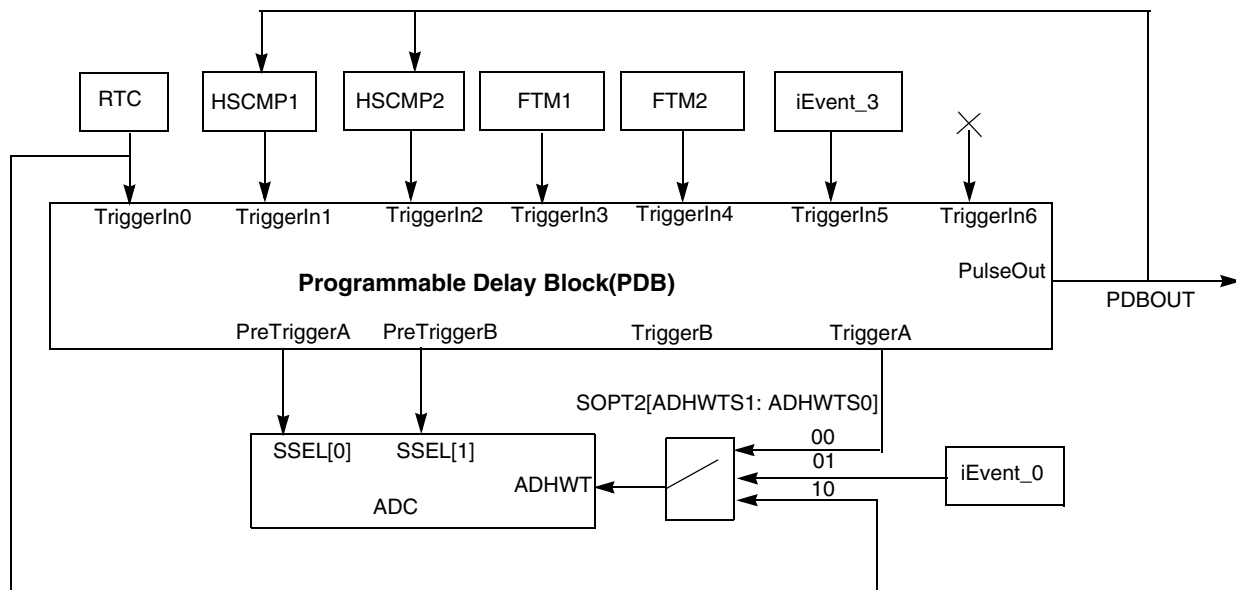 RTC
HSCMP1
HSCMP2
FTM1
FTM2
iEvent_3
TriggerIn0
TriggerIn1
TriggerIn2
TriggerIn3
TriggerIn4
TriggerIn5
TriggerIn6
Programmable Delay Block(PDB)
PulseOut
PDBOUT
PreTriggerA
PreTriggerB
TriggerB
TriggerA
SOPT2[ADHWTS1: ADHWTS0]
SSEL[0]
SSEL[1]
ADHWT
ADC
00
01
10
iEvent_0